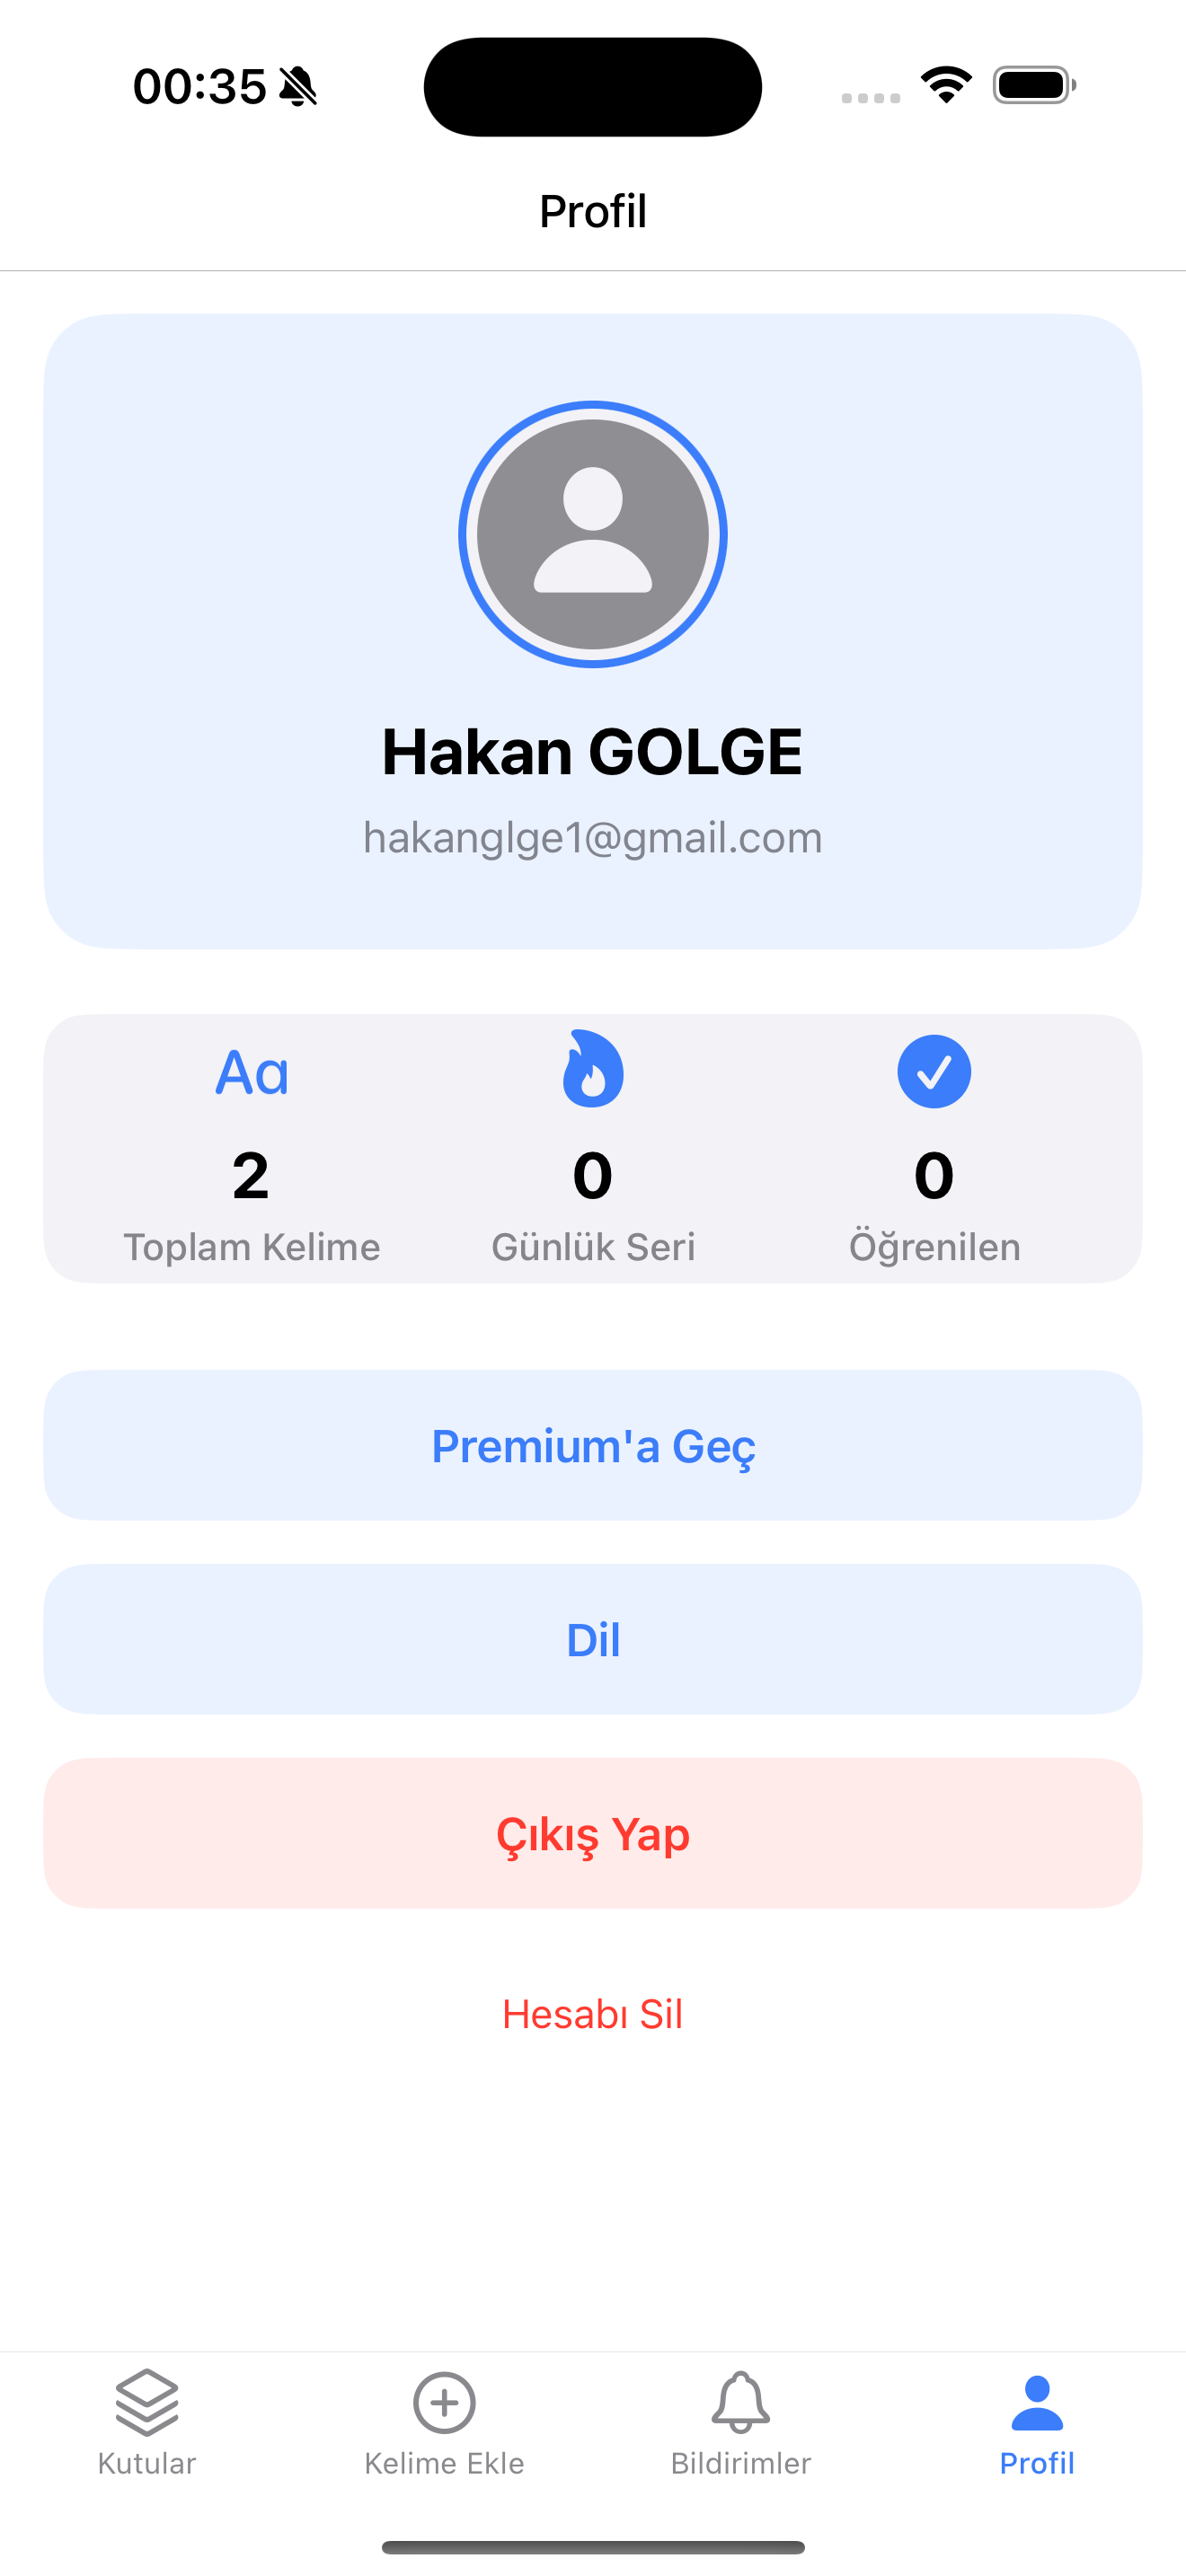 00:35
Profil
Hakan GOLGE
hakanglge1@gmail.com
Aa
2 0 0
Toplam Kelime Günlük Seri Öğrenilen
Premium'a Geç
Dil
Çıkış Yap
Hesabı Sil
Kutular Kelime Ekle Bildirimler Profil